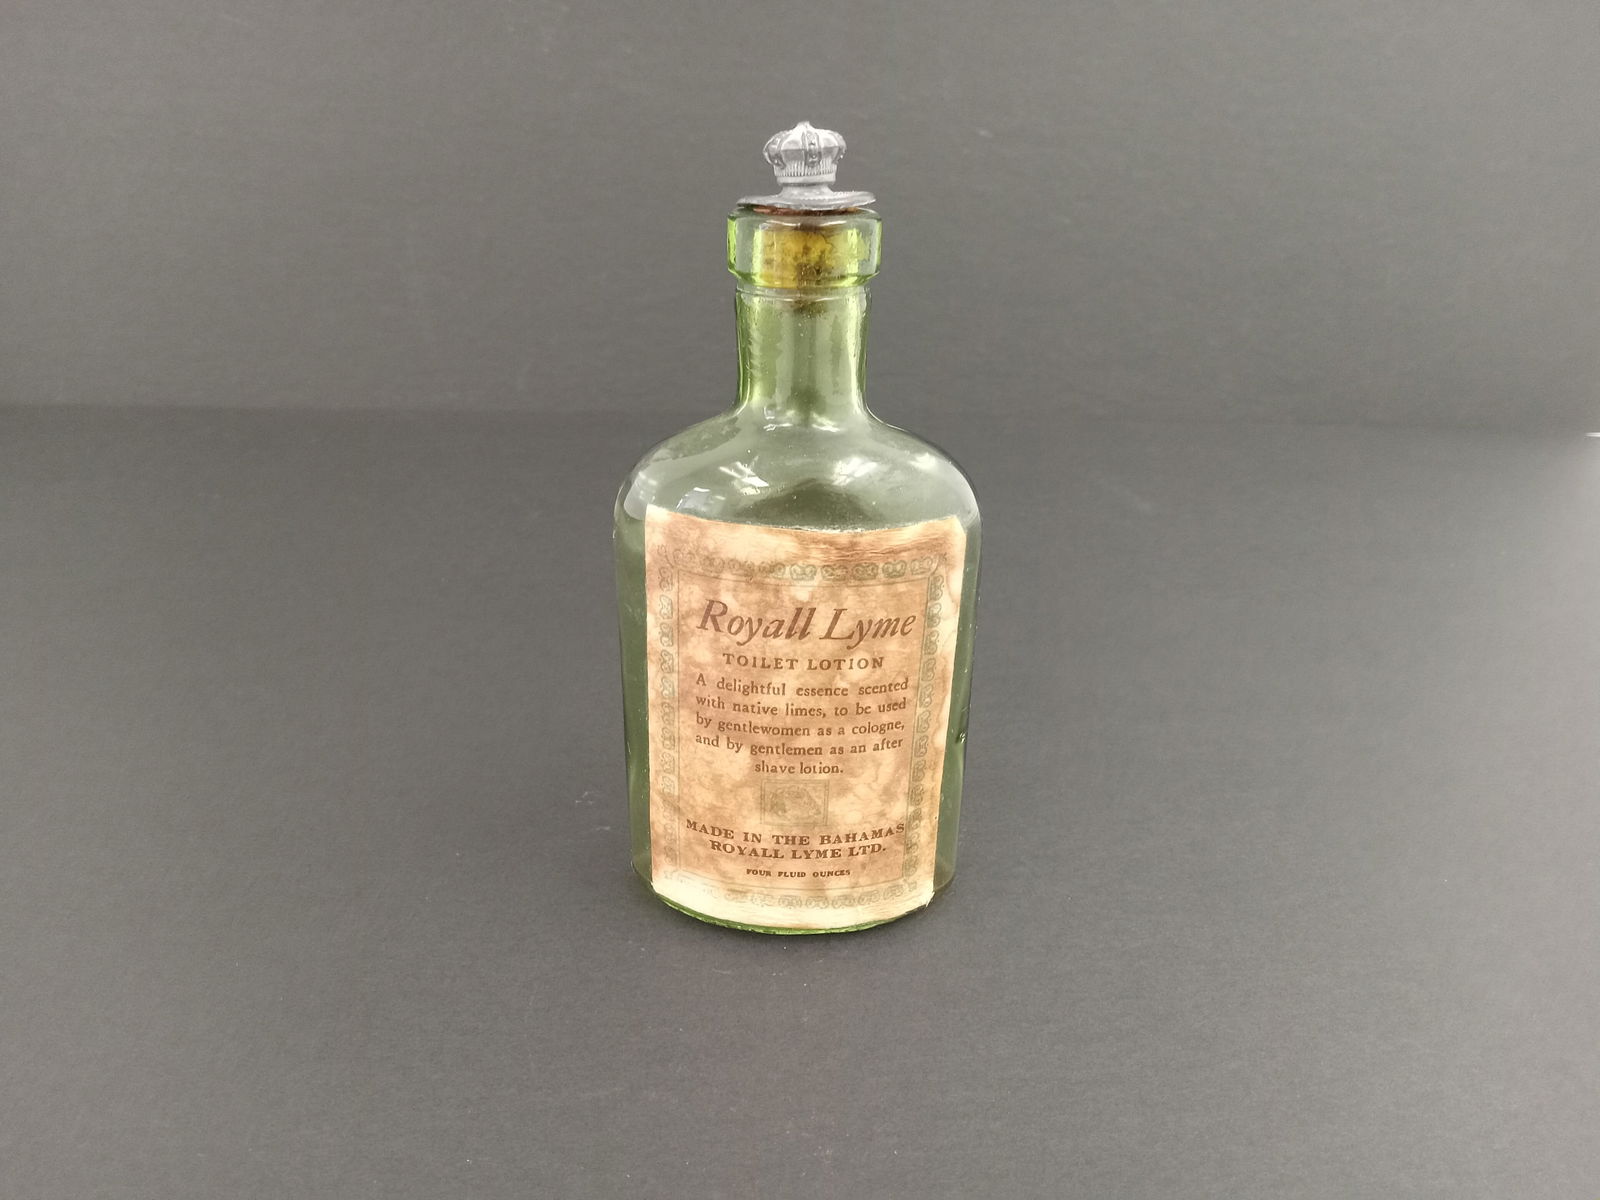 Royall Lyme
TOILET LOTION
A delightful essence scented
with native limes, to be used
by gentlewomen as a cologne,
and by gentlemen as an after
shave lotion.
MADE IN THE BAHAMAS
ROYALL LYME LTD.
FOUR FLUID OUNCES